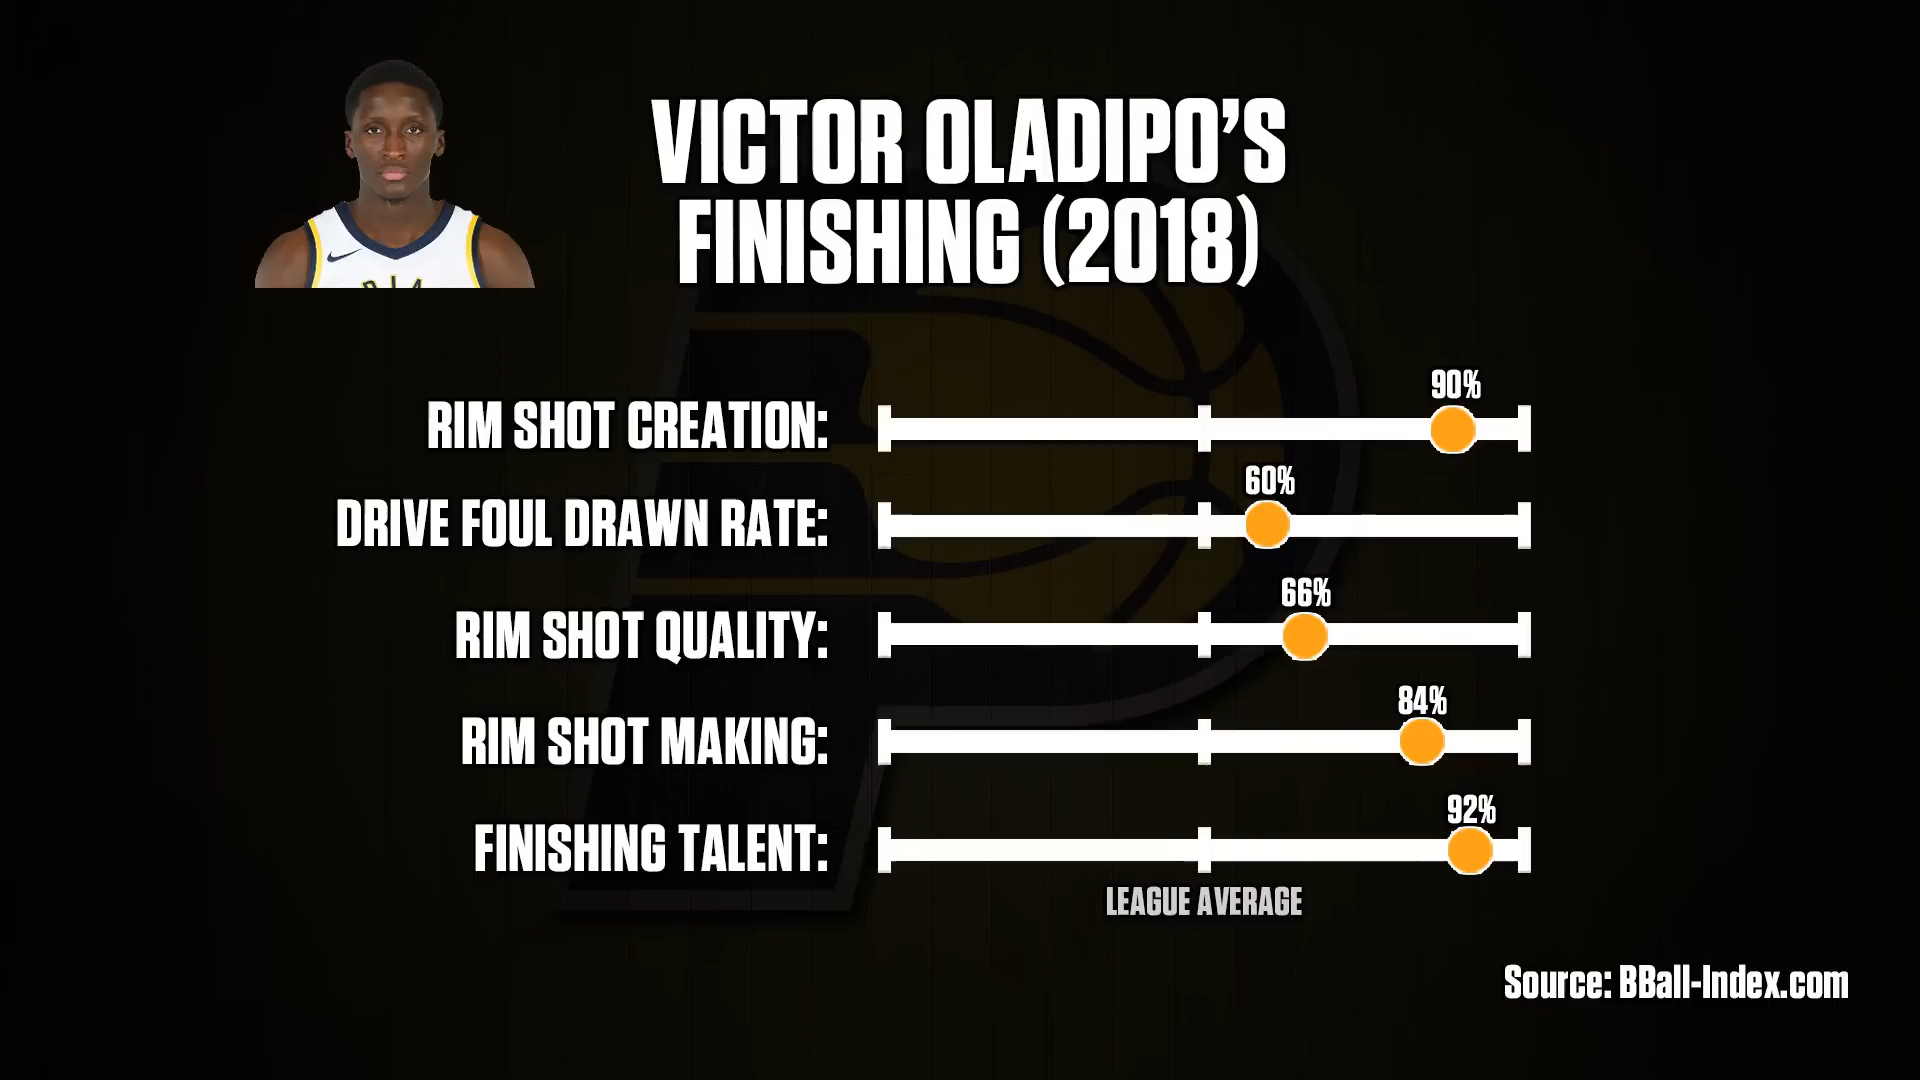 VICTOR OLADIPO'S
FINISHING (2018)
90%
RIM SHOT CREATION:
60%
DRIVE FOUL DRAWN RATE:
66%
RIM SHOT QUALITY:
84%
RIM SHOT MAKING:
92%
FINISHING TALENT:
LEAGUE AVERAGE
Source: BBall-Index.com